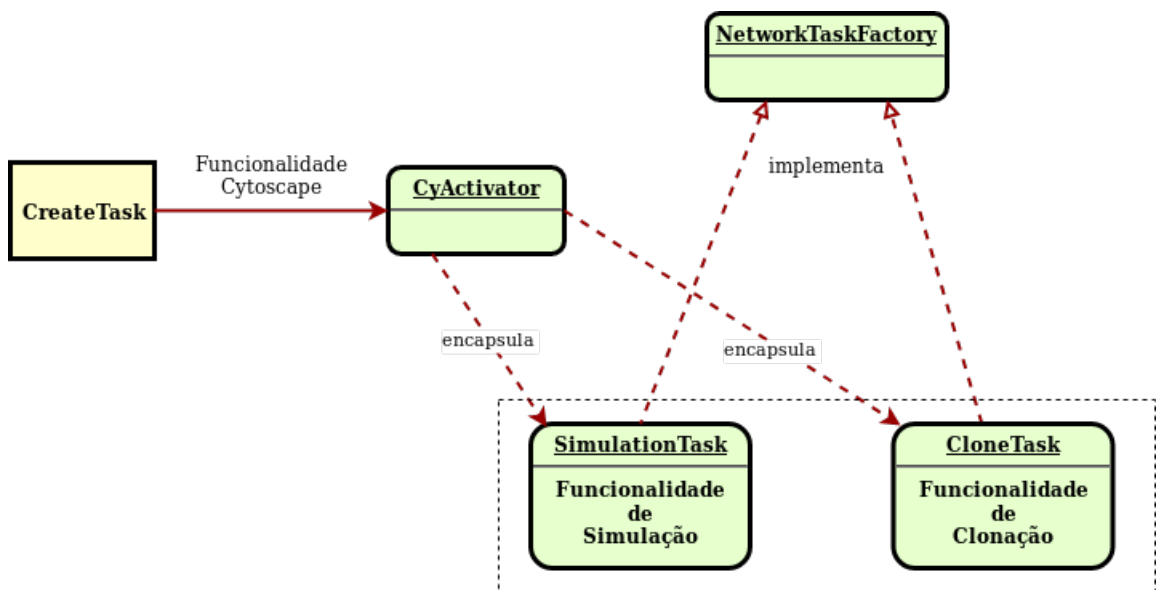 NetworkTaskFactory
Funcionalidade
Cytoscape
implementa
CreateTask
CyActivator
encapsula
encapsula
SimulationTask
Funcionalidade
de
Simulação
CloneTask
Funcionalidade
de
Clonação